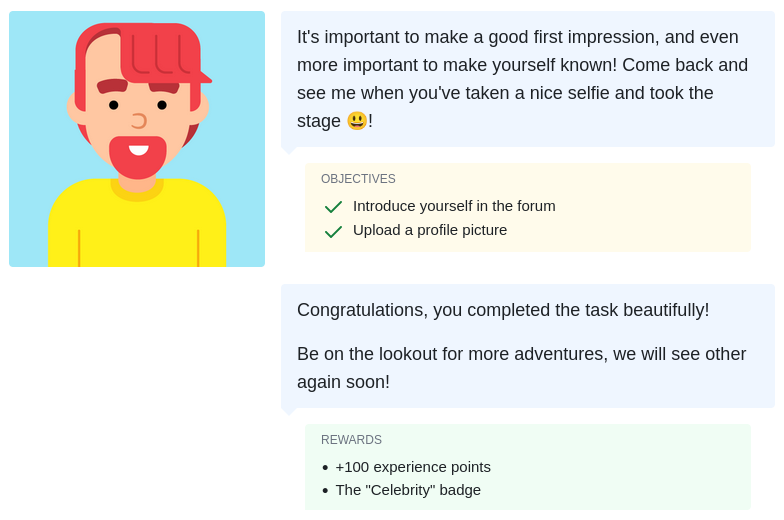 It's important to make a good first impression, and even
more important to make yourself known! Come back and
see me when you've taken a nice selfie and took the
stage 😃!
OBJECTIVES
Introduce yourself in the forum
Upload a profile picture
Congratulations, you completed the task beautifully!
Be on the lookout for more adventures, we will see other
again soon!
REWARDS
• +100 experience points
• The "Celebrity" badge